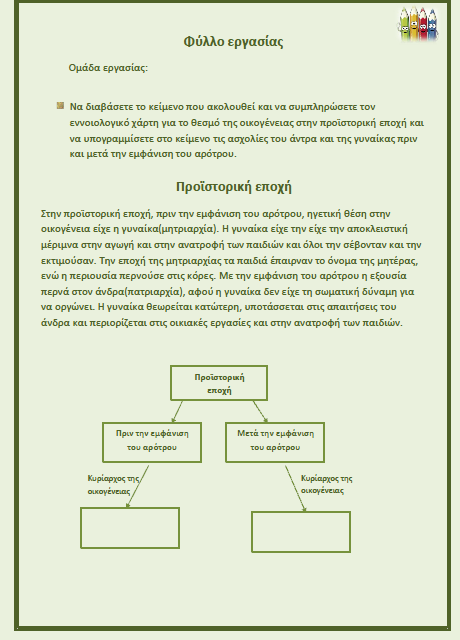 Φύλλο εργασίας
Ομάδα εργασίας:
Να διαβάσετε το κείμενο που ακολουθεί και να συμπληρώσετε τον
εννοιολογικό χάρτη για το θεσμό της οικογένειας στην προϊστορική εποχή και
να υπογραμμίσετε στο κείμενο τις ασχολίες του άντρα και της γυναίκας πριν
και μετά την εμφάνιση του αρότρου.
Προϊστορική εποχή
Στην προϊστορική εποχή, πριν την εμφάνιση του αρότρου, ηγετική θέση στην
οικογένεια είχε η γυναίκα(μητριαρχία). Η γυναίκα είχε την είχε την αποκλειστική
μέριμνα στην αγωγή και στην ανατροφή των παιδιών και όλοι την σέβονταν και την
εκτιμούσαν. Την εποχή της μητριαρχίας τα παιδιά έπαιρναν το όνομα της μητέρας,
ενώ η περιουσία περνούσε στις κόρες. Με την εμφάνιση του αρότρου η εξουσία
περνά στον άνδρα(πατριαρχία), αφού η γυναίκα δεν είχε τη σωματική δύναμη για
να οργώνει. Η γυναίκα θεωρείται κατώτερη, υποτάσσεται στις απαιτήσεις του
άνδρα και περιορίζεται στις οικιακές εργασίες και στην ανατροφή των παιδιών.
Προϊστορική
εποχή
Πριν την εμφάνιση
του αρότρου
Μετά την εμφάνιση
του αρότρου
Κυρίαρχος της
οικογένειας
Κυρίαρχος της
οικογένειας